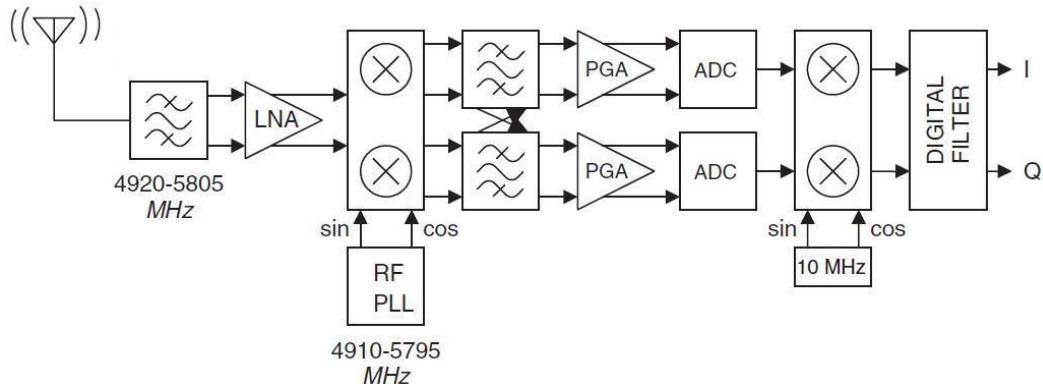 4920-5805
MHz
LNA
sin
cos
RF
PLL
4910-5795
MHz
PGA
PGA
ADC
ADC
sin
cos
10 MHz
DIGITAL
FILTER
I
Q